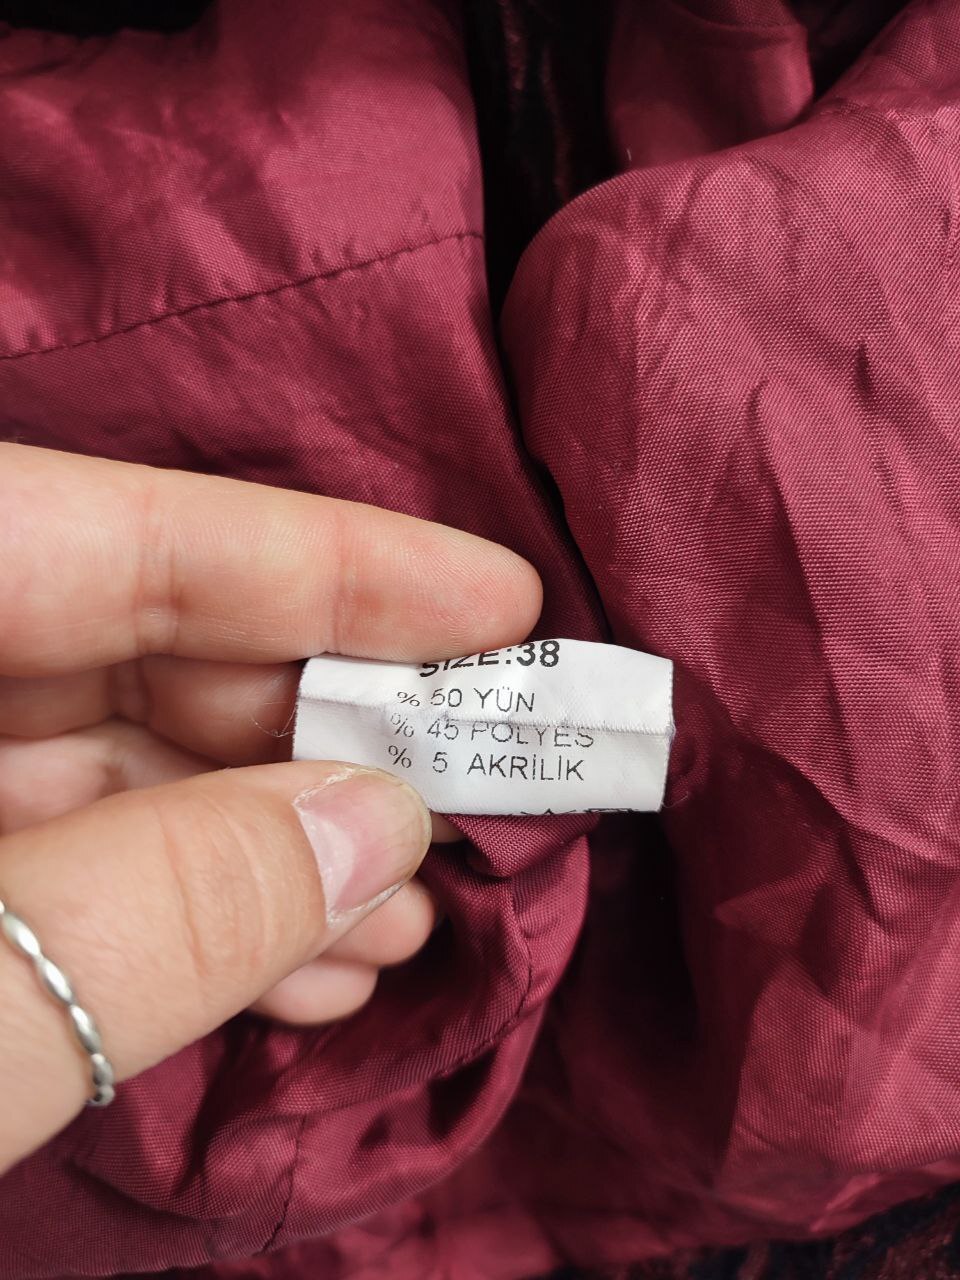 SIZE:38
% 50 YÜN
% 45 POLYES
% 5 AKRİLİK